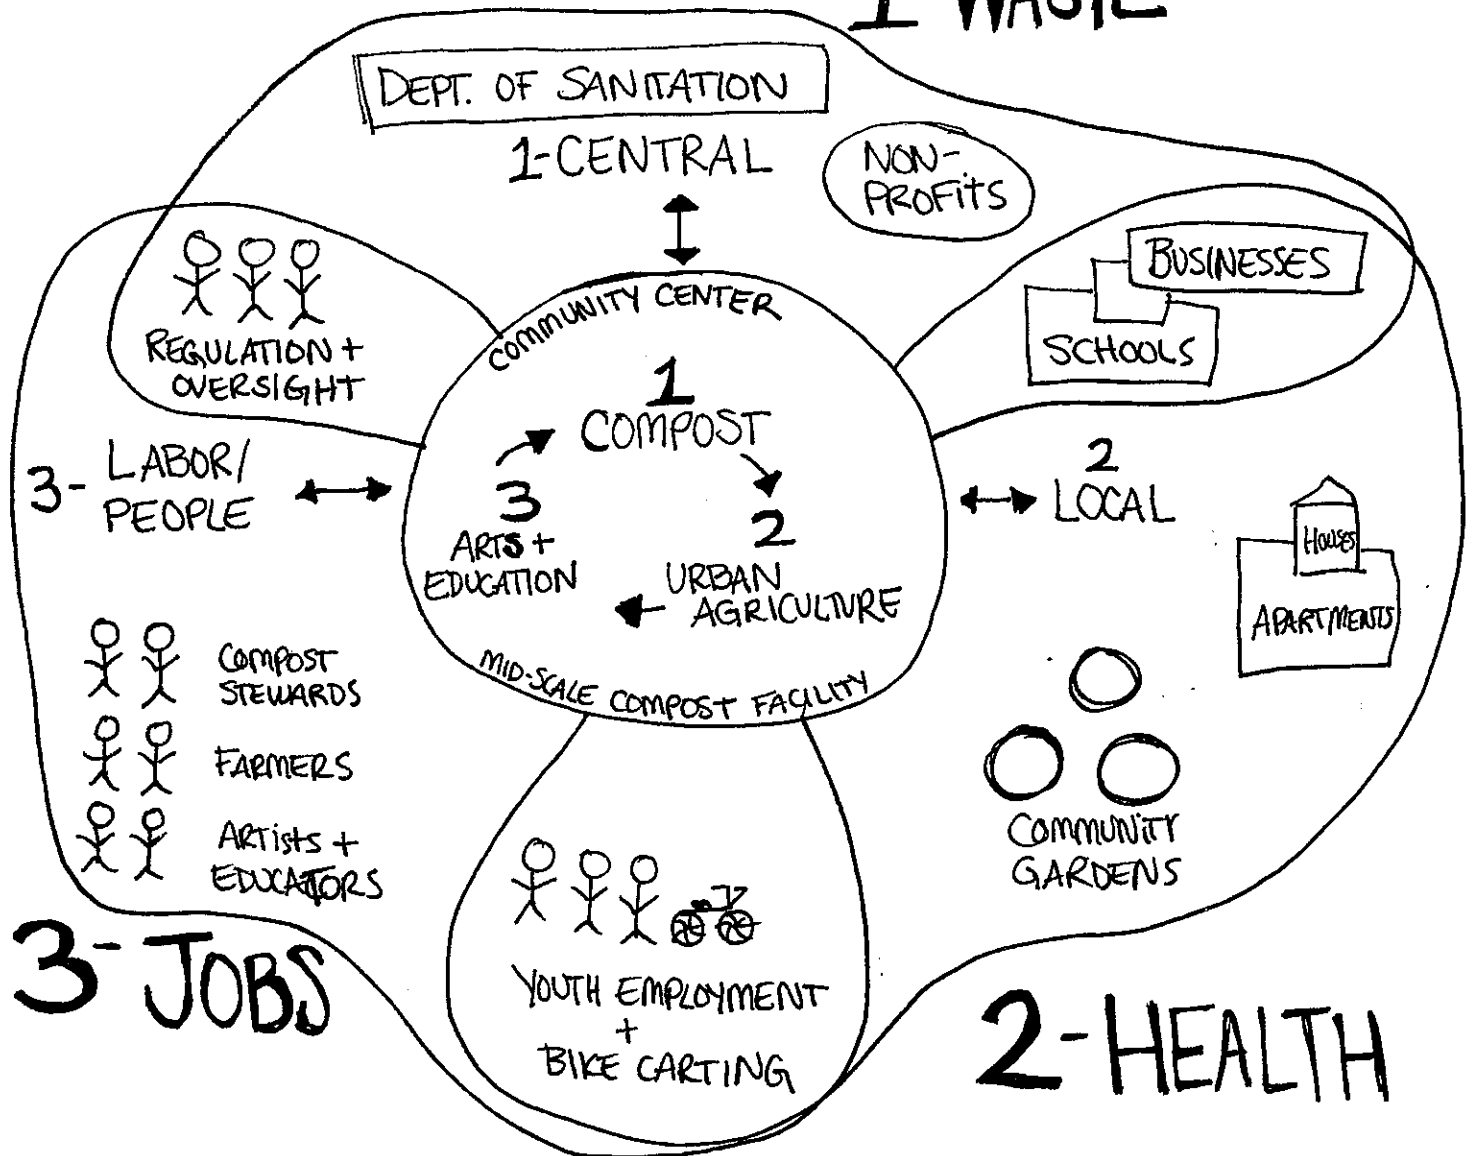 1 WASTE
DEPT. OF SANITATION
1-CENTRAL
NON-
PROFITS
BUSINESSES
SCHOOLS
REGULATION +
OVERSIGHT
COMMUNITY CENTER
1
COMPOST
3
ARTS +
EDUCATION
2
URBAN
AGRICULTURE
MID-SCALE COMPOST FACILITY
3- LABOR/
PEOPLE
2
LOCAL
HOUSES
APARTMENTS
COMPOST
STEWARDS
FARMERS
ARTISTS +
EDUCATORS
COMMUNITY
GARDENS
YOUTH EMPLOYMENT
+
BIKE CARTING
3- JOBS
2- HEALTH